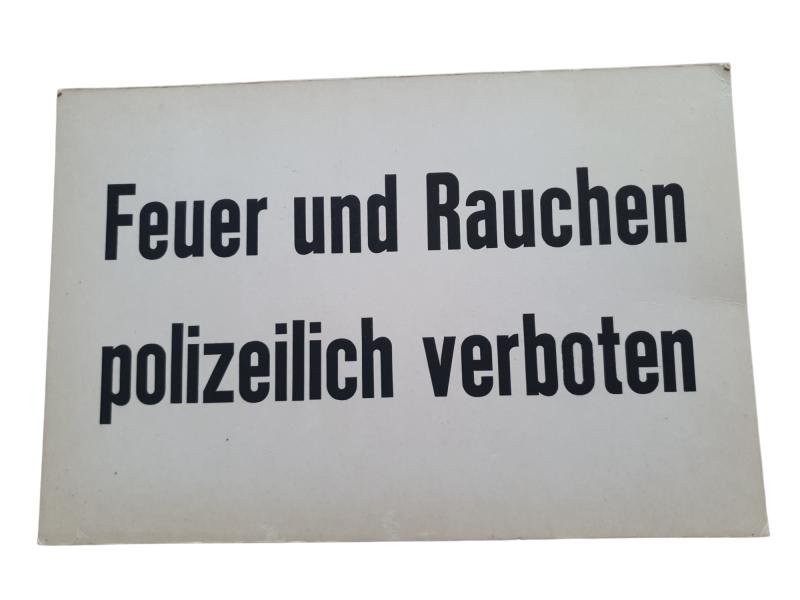 Feuer und Rauchen
polizeilich verboten